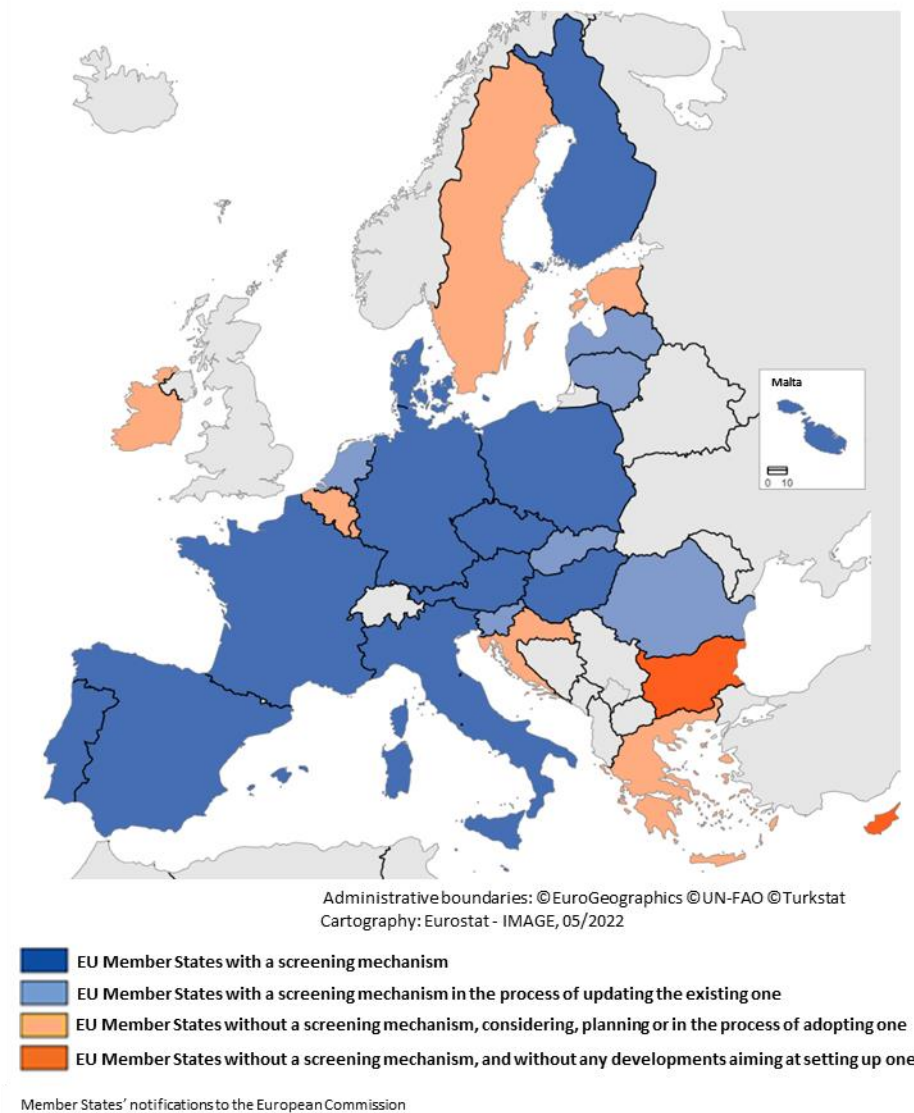 Malta
0 10
Administrative boundaries: ©EuroGeographics ©UN-FAO ©Turkstat
Cartography: Eurostat - IMAGE, 05/2022
EU Member States with a screening mechanism
EU Member States with a screening mechanism in the process of updating the existing one
EU Member States without a screening mechanism, considering, planning or in the process of adopting one
EU Member States without a screening mechanism, and without any developments aiming at setting up one
Member States' notifications to the European Commission